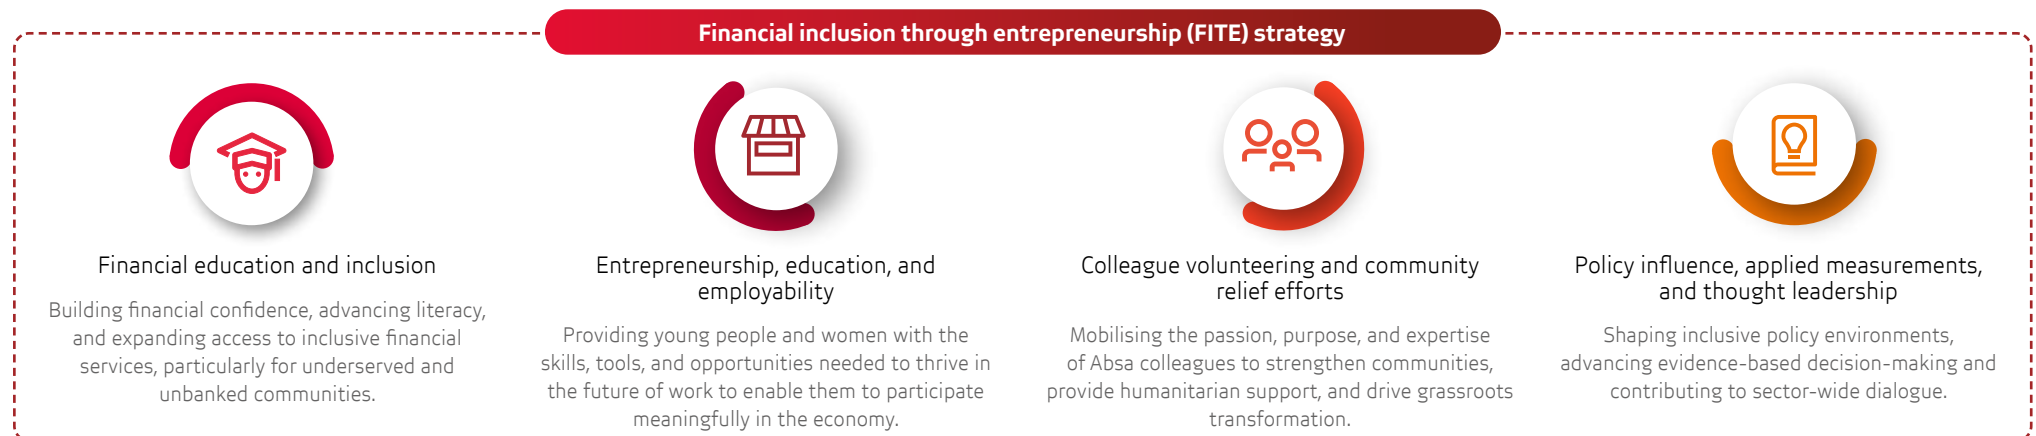 Financial inclusion through entrepreneurship (FITE) strategy
Financial education and inclusion
Building financial confidence, advancing literacy,
and expanding access to inclusive financial
services, particularly for underserved and
unbanked communities.
Entrepreneurship, education, and
employability
Providing young people and women with the
skills, tools, and opportunities needed to thrive in
the future of work to enable them to participate
meaningfully in the economy.
Colleague volunteering and community
relief efforts
Mobilising the passion, purpose, and expertise
of Absa colleagues to strengthen communities,
provide humanitarian support, and drive grassroots
transformation.
Policy influence, applied measurements,
and thought leadership
Shaping inclusive policy environments,
advancing evidence-based decision-making and
contributing to sector-wide dialogue.